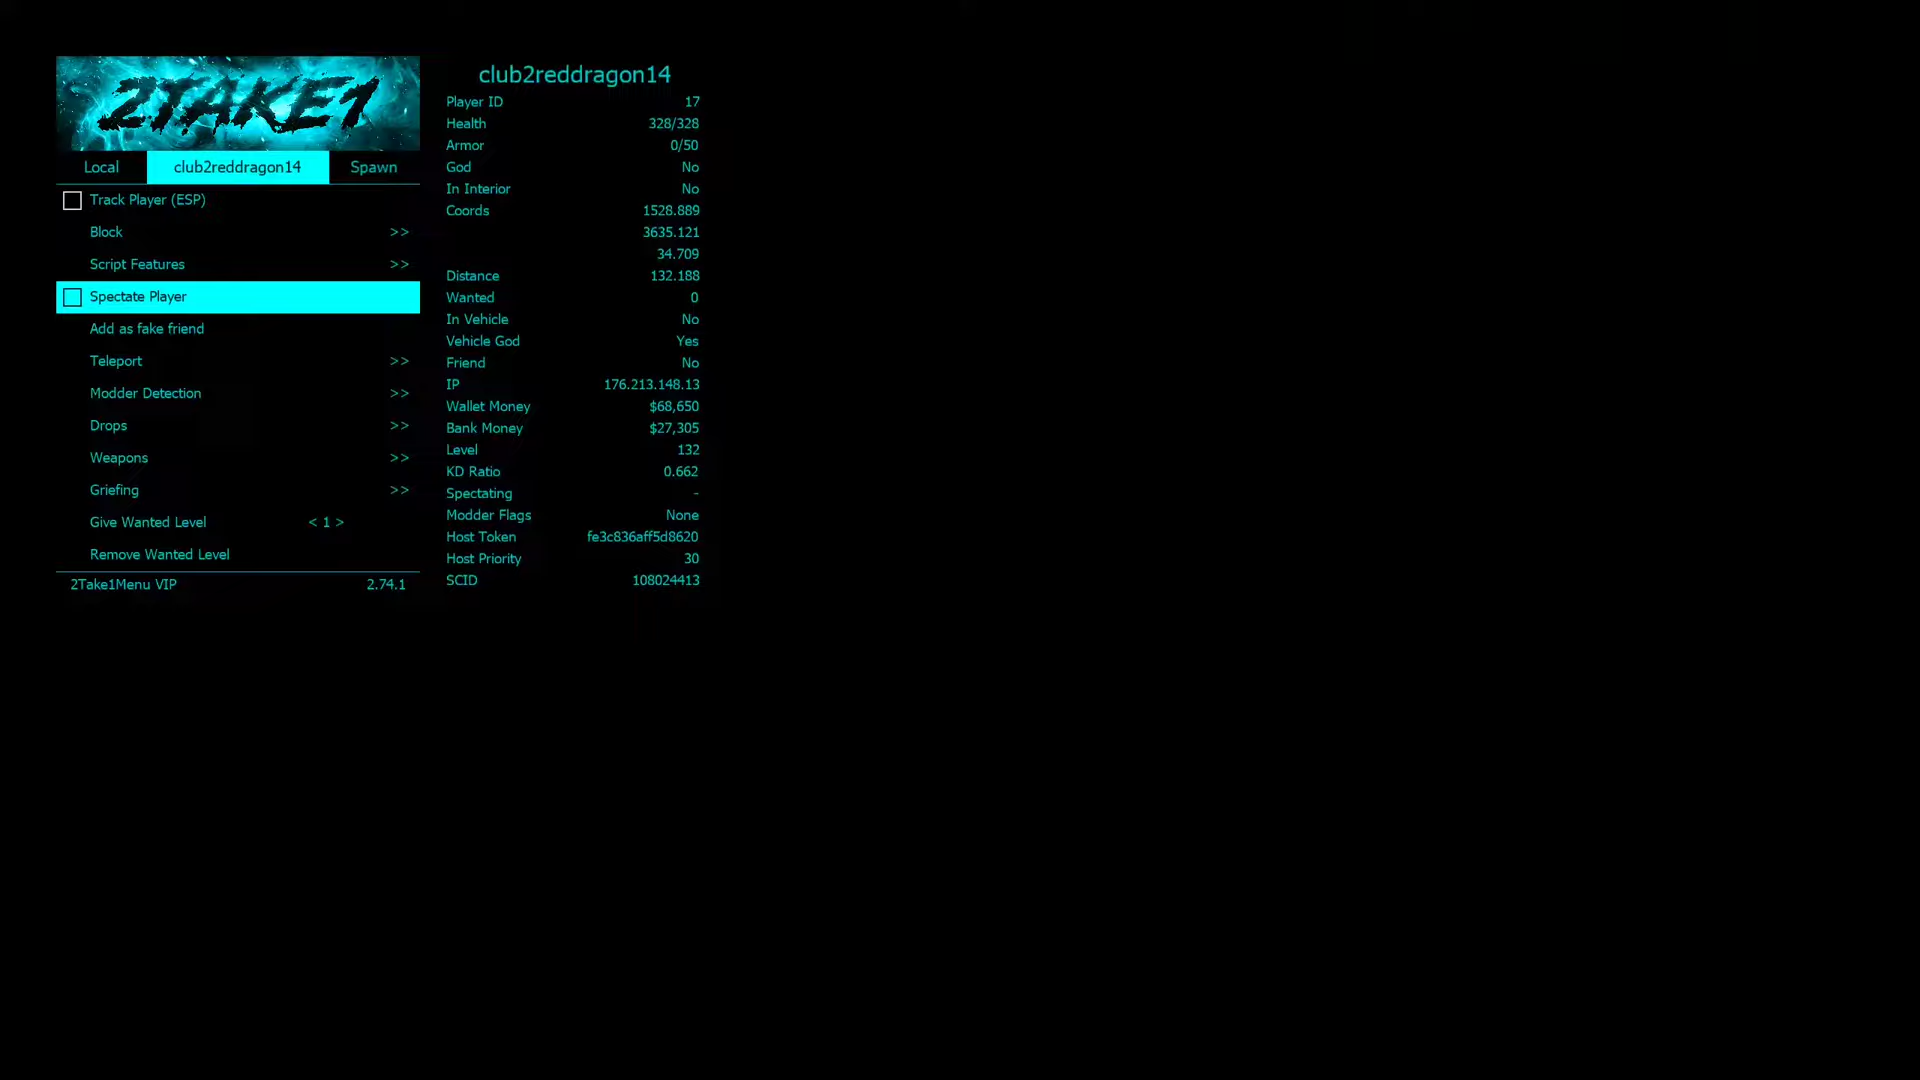 2TAKE1
Local club2reddragon14 Spawn
Track Player (ESP)
Block >>
Script Features >>
Spectate Player
Add as fake friend
Teleport >>
Modder Detection >>
Drops >>
Weapons >>
Griefing >>
Give Wanted Level < 1 >
Remove Wanted Level
2Take1Menu VIP 2.74.1
club2reddragon14
Player ID 17
Health 328/328
Armor 0/50
God No
In Interior No
Coords 1528.889
3635.121
34.709
Distance 132.188
Wanted 0
In Vehicle No
Vehicle God Yes
Friend No
IP 176.213.148.13
Wallet Money $68,650
Bank Money $27,305
Level 132
KD Ratio 0.662
Spectating -
Modder Flags None
Host Token fe3c836aff5d8620
Host Priority 30
SCID 108024413